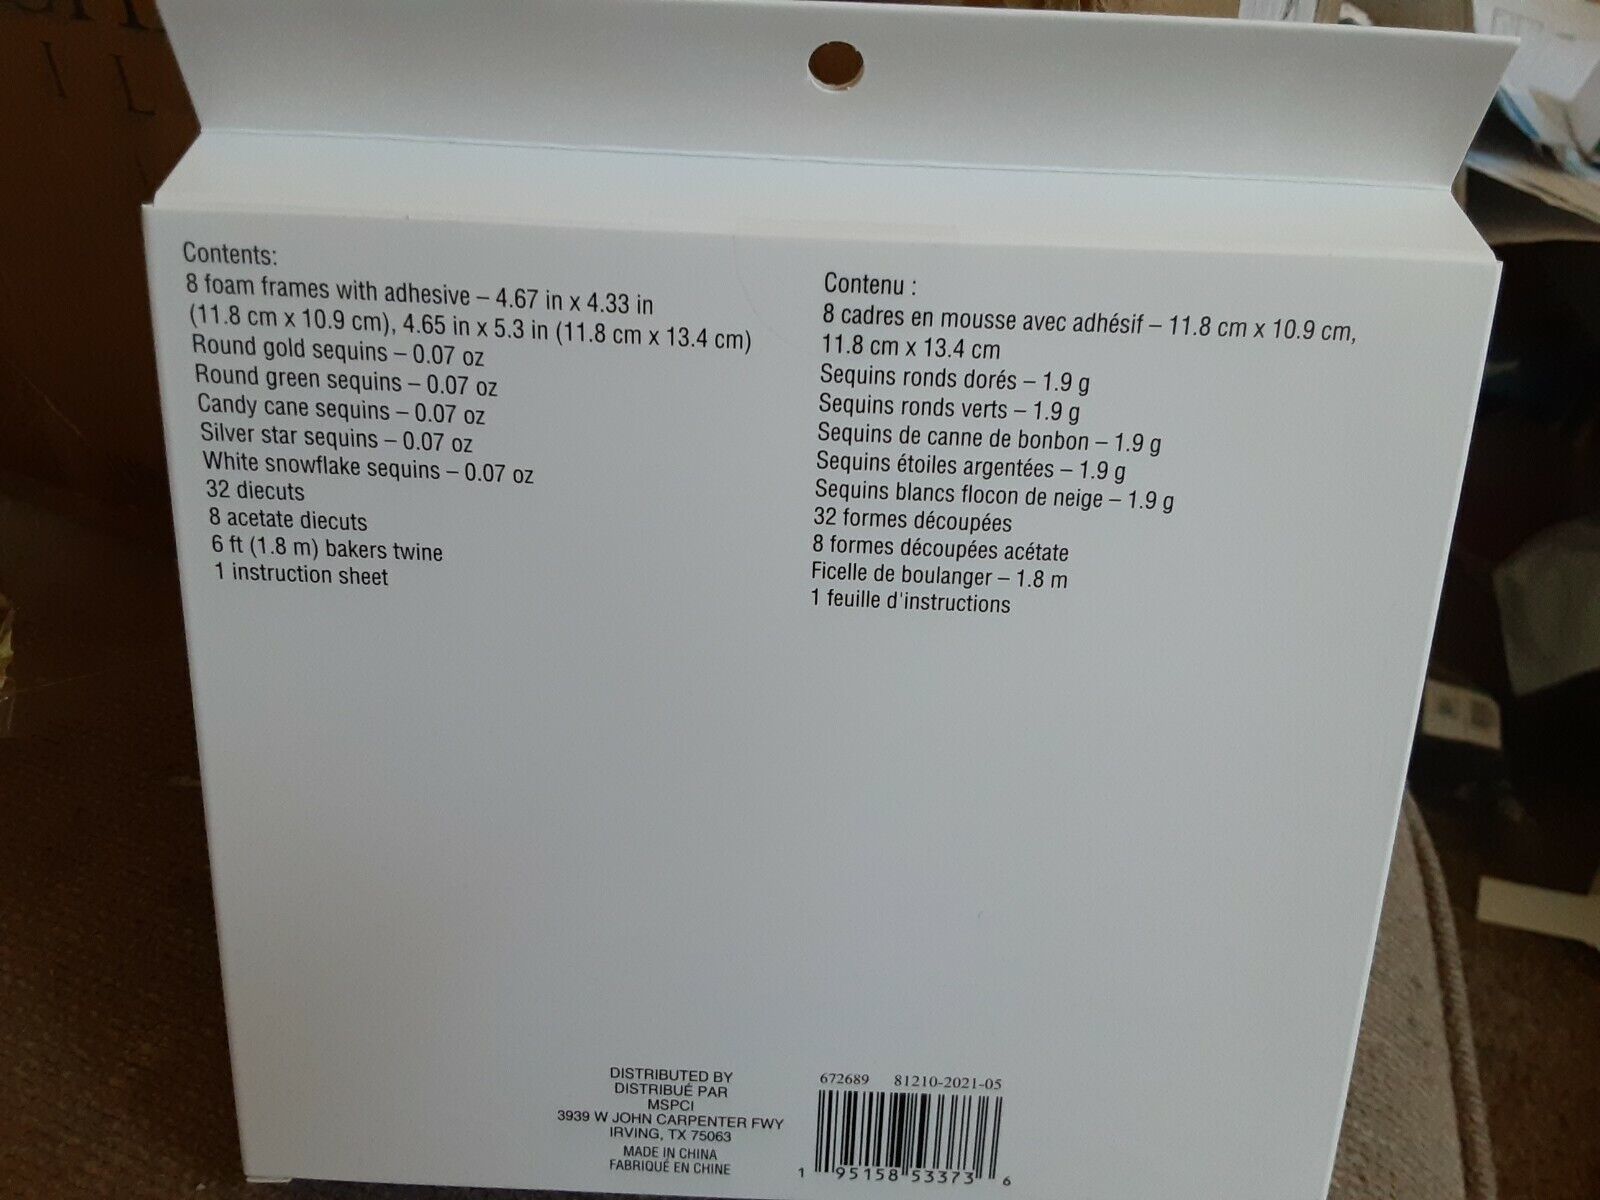 Contents:
8 foam frames with adhesive – 4.67 in x 4.33 in
(11.8 cm x 10.9 cm), 4.65 in x 5.3 in (11.8 cm x 13.4 cm)
Round gold sequins – 0.07 oz
Round green sequins – 0.07 oz
Candy cane sequins – 0.07 oz
Silver star sequins – 0.07 oz
White snowflake sequins – 0.07 oz
32 diecuts
8 acetate diecuts
6 ft (1.8 m) bakers twine
1 instruction sheet
Contenu :
8 cadres en mousse avec adhésif – 11.8 cm x 10.9 cm,
11.8 cm x 13.4 cm
Sequins ronds dorés – 1.9 g
Sequins ronds verts – 1.9 g
Sequins de canne de bonbon – 1.9 g
Sequins étoiles argentées – 1.9 g
Sequins blancs flocon de neige – 1.9 g
32 formes découpées
8 formes découpées acétate
Ficelle de boulanger – 1.8 m
1 feuille d'instructions
DISTRIBUTED BY
DISTRIBUÉ PAR
MSPCI
3939 W JOHN CARPENTER FWY
IRVING, TX 75063
MADE IN CHINA
FABRIQUÉ EN CHINE
672689 81210-2021-05
1 95158 53373 6